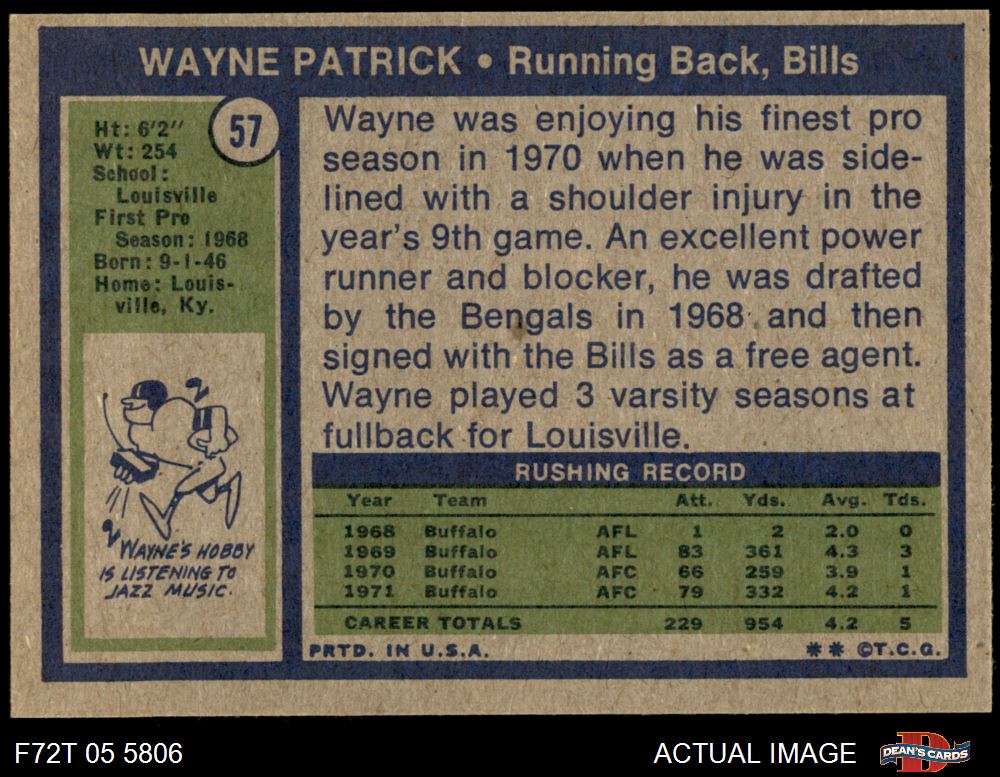 WAYNE PATRICK • Running Back, Bills
57
Ht: 6'2"
Wt: 254
School:
Louisville
First Pro
Season: 1968
Born: 9-1-46
Home: Louis-
ville, Ky.
WAYNE'S HOBBY
IS LISTENING TO
JAZZ MUSIC.
Wayne was enjoying his finest pro
season in 1970 when he was side-
lined with a shoulder injury in the
year's 9th game. An excellent power
runner and blocker, he was drafted
by the Bengals in 1968 and then
signed with the Bills as a free agent.
Wayne played 3 varsity seasons at
fullback for Louisville.
RUSHING RECORD
Year Team Att. Yds. Avg. Tds.
1968 Buffalo AFL 1 2 2.0 0
1969 Buffalo AFL 83 361 4.3 3
1970 Buffalo AFC 66 259 3.9 1
1971 Buffalo AFC 79 332 4.2 1
CAREER TOTALS 229 954 4.2 5
PRTD. IN U.S.A. ** ©T.C.G.
F72T 05 5806 ACTUAL IMAGE DEAN'S CARDS